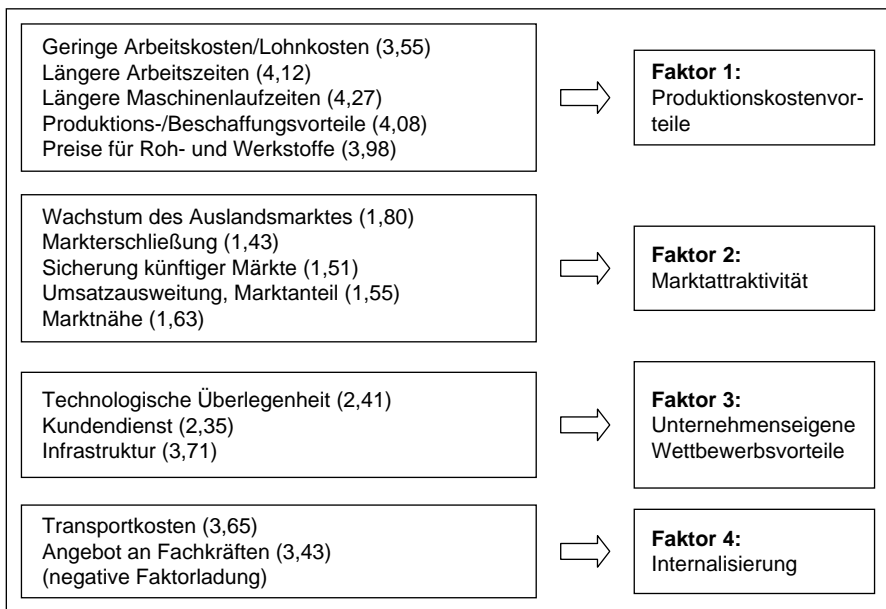 Geringe Arbeitskosten/Lohnkosten (3,55)
Längere Arbeitszeiten (4,12)
Längere Maschinenlaufzeiten (4,27)
Produktions-/Beschaffungsvorteile (4,08)
Preise für Roh- und Werkstoffe (3,98)
Faktor 1:
Produktionskostenvor-
teile
Wachstum des Auslandsmarktes (1,80)
Markterschließung (1,43)
Sicherung künftiger Märkte (1,51)
Umsatzausweitung, Marktanteil (1,55)
Marktnähe (1,63)
Faktor 2:
Marktattraktivität
Technologische Überlegenheit (2,41)
Kundendienst (2,35)
Infrastruktur (3,71)
Faktor 3:
Unternehmenseigene
Wettbewerbsvorteile
Transportkosten (3,65)
Angebot an Fachkräften (3,43)
(negative Faktorladung)
Faktor 4:
Internalisierung